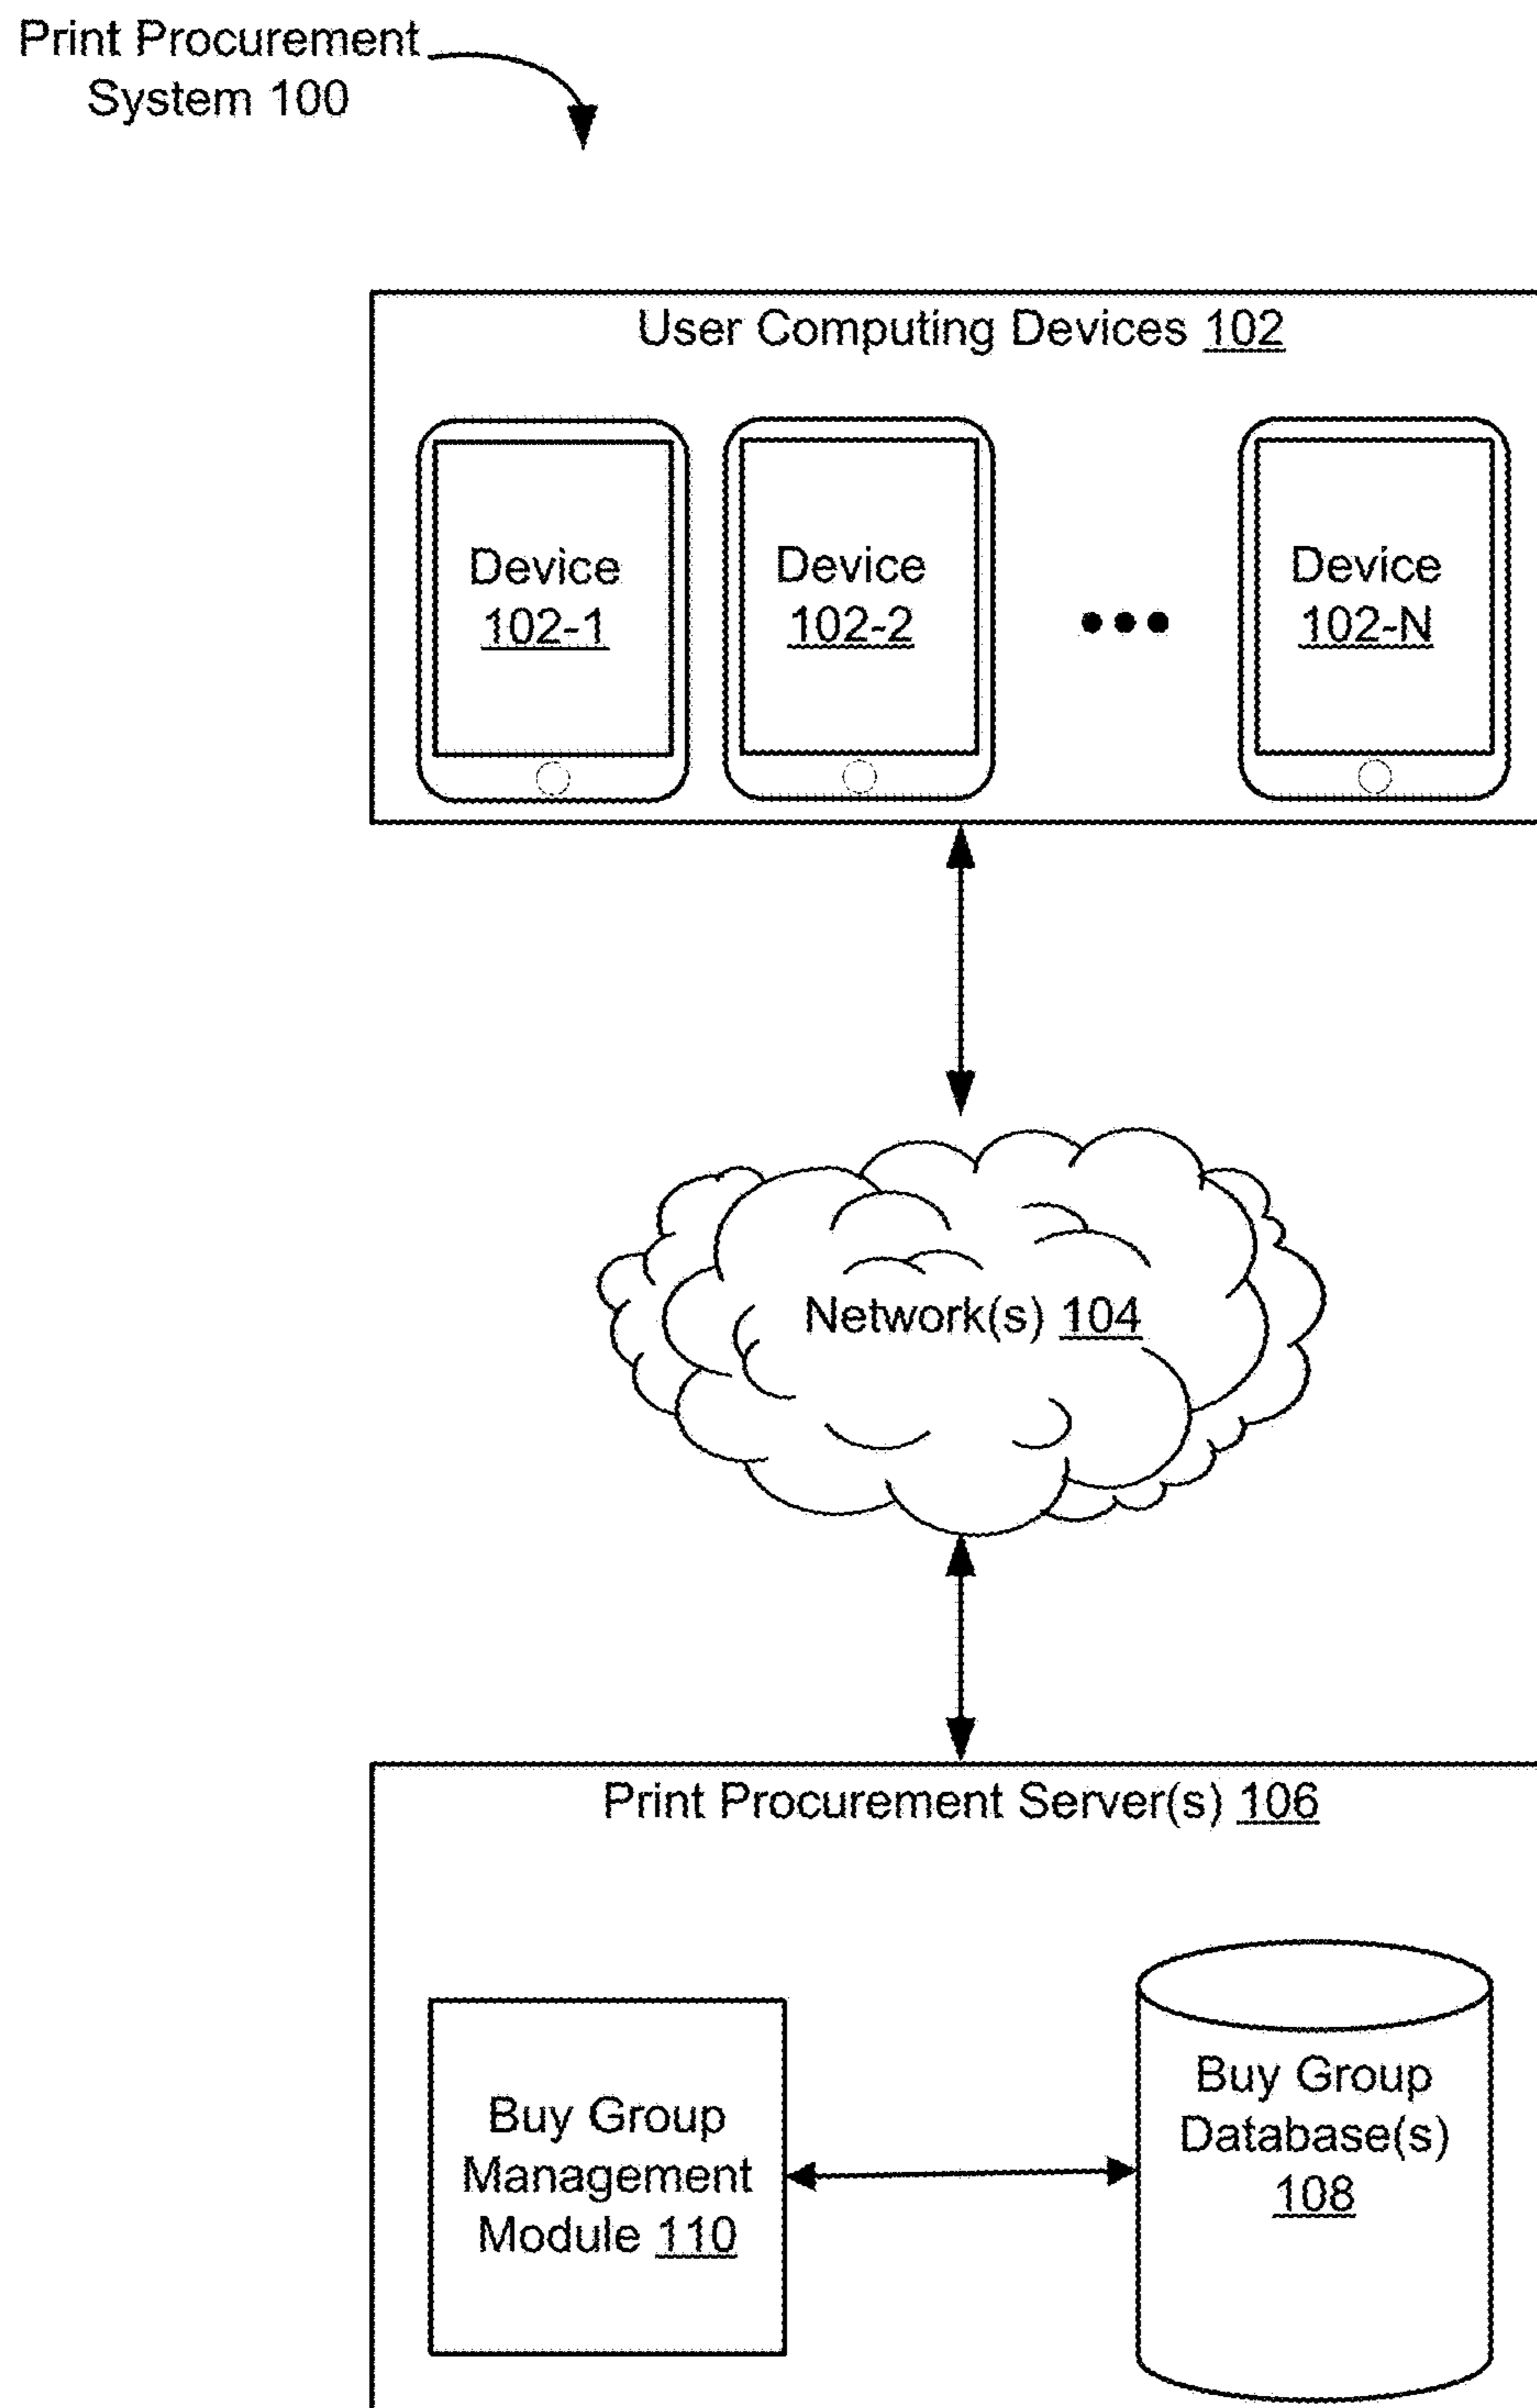 Print Procurement
System 100
User Computing Devices 102
Device
102-1
Device
102-2
Device
102-N
Network(s) 104
Print Procurement Server(s) 106
Buy Group
Management
Module 110
Buy Group
Database(s)
108